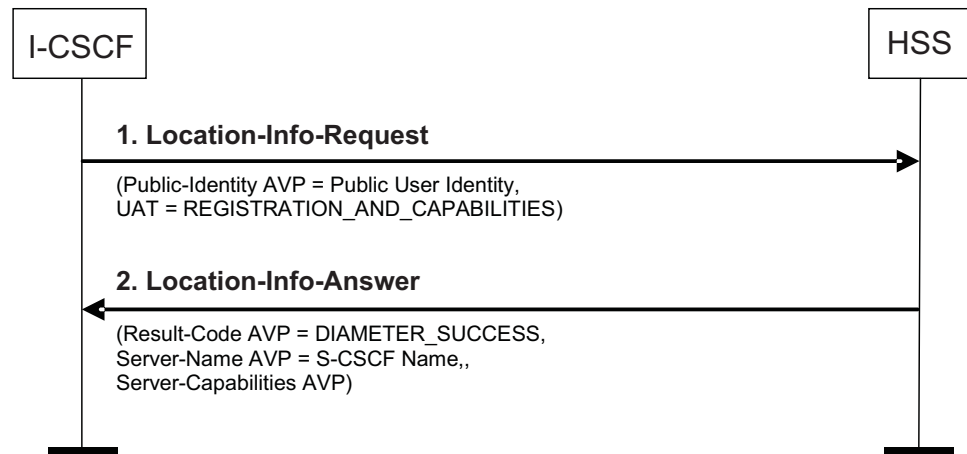 I-CSCF
HSS
1. Location-Info-Request
(Public-Identity AVP = Public User Identity,
UAT = REGISTRATION_AND_CAPABILITIES)
2. Location-Info-Answer
(Result-Code AVP = DIAMETER_SUCCESS,
Server-Name AVP = S-CSCF Name,,
Server-Capabilities AVP)